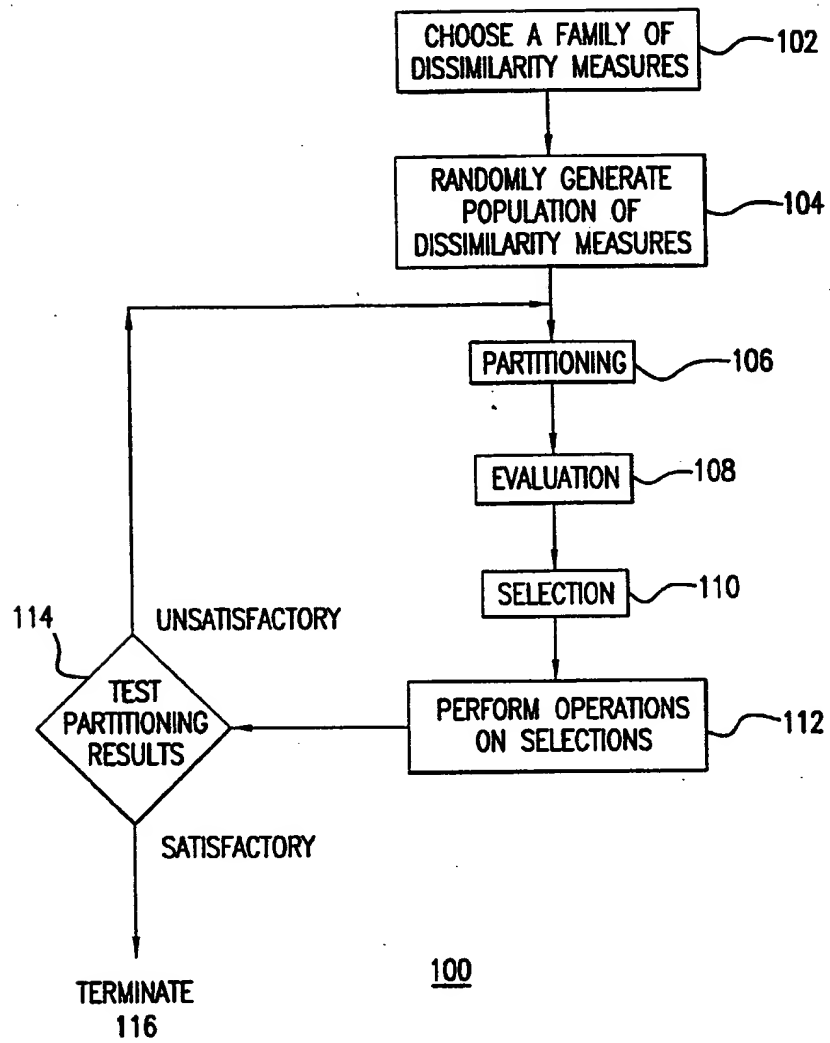 CHOOSE A FAMILY OF
DISSIMILARITY MEASURES
102
RANDOMLY GENERATE
POPULATION OF
DISSIMILARITY MEASURES
104
PARTITIONING
106
EVALUATION
108
SELECTION
110
PERFORM OPERATIONS
ON SELECTIONS
112
114
UNSATISFACTORY
TEST
PARTITIONING
RESULTS
SATISFACTORY
TERMINATE
116
100